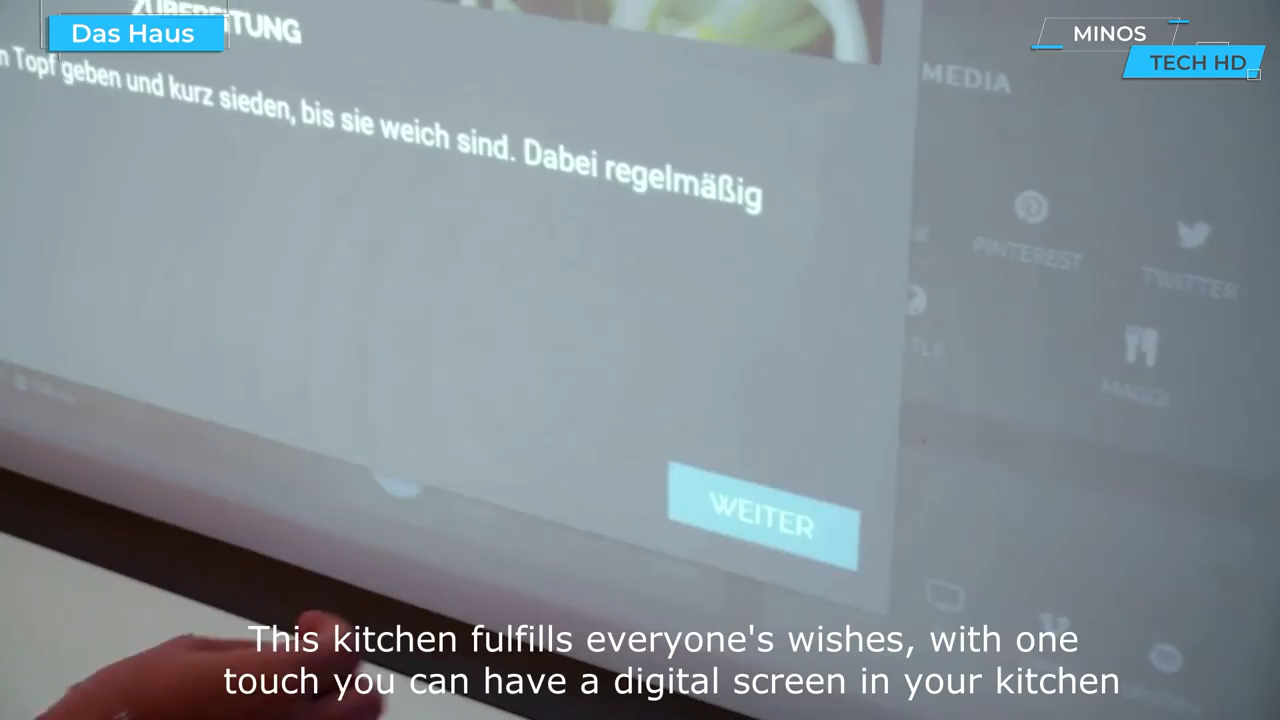 Das Haus
MINOS
TECH HD
ZUBEREITUNG
Topf geben und kurz sieden, bis sie weich sind. Dabei regelmäßig
MEDIA
PINTEREST
TWITTER
MAGGI
WEITER
This kitchen fulfills everyone's wishes, with one
touch you can have a digital screen in your kitchen